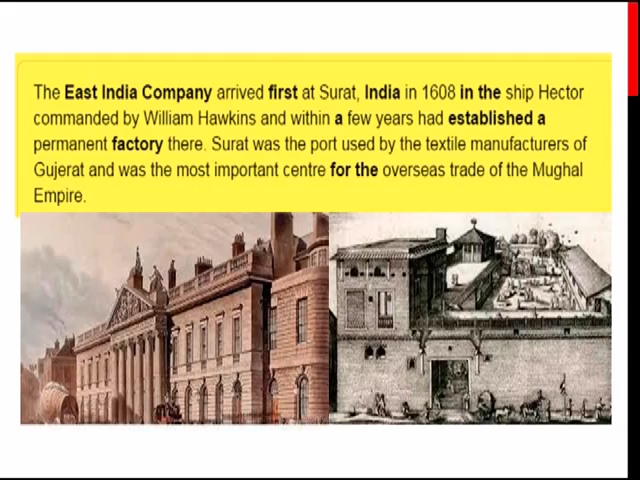 The East India Company arrived first at Surat, India in 1608 in the ship Hector
commanded by William Hawkins and within a few years had established a
permanent factory there. Surat was the port used by the textile manufacturers of
Gujerat and was the most important centre for the overseas trade of the Mughal
Empire.